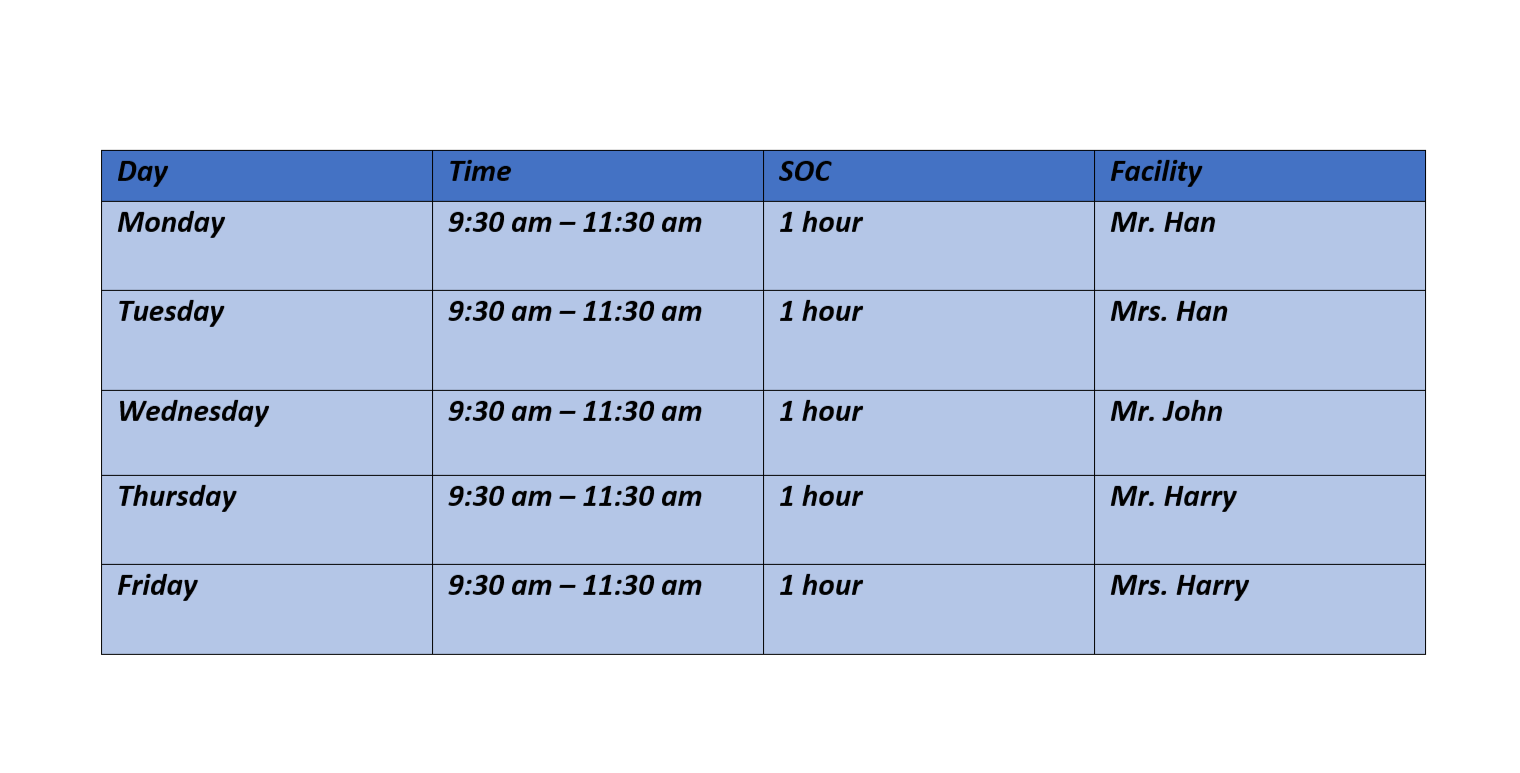 Day Time SOC Facility
Monday 9:30 am – 11:30 am 1 hour Mr. Han
Tuesday 9:30 am – 11:30 am 1 hour Mrs. Han
Wednesday 9:30 am – 11:30 am 1 hour Mr. John
Thursday 9:30 am – 11:30 am 1 hour Mr. Harry
Friday 9:30 am – 11:30 am 1 hour Mrs. Harry